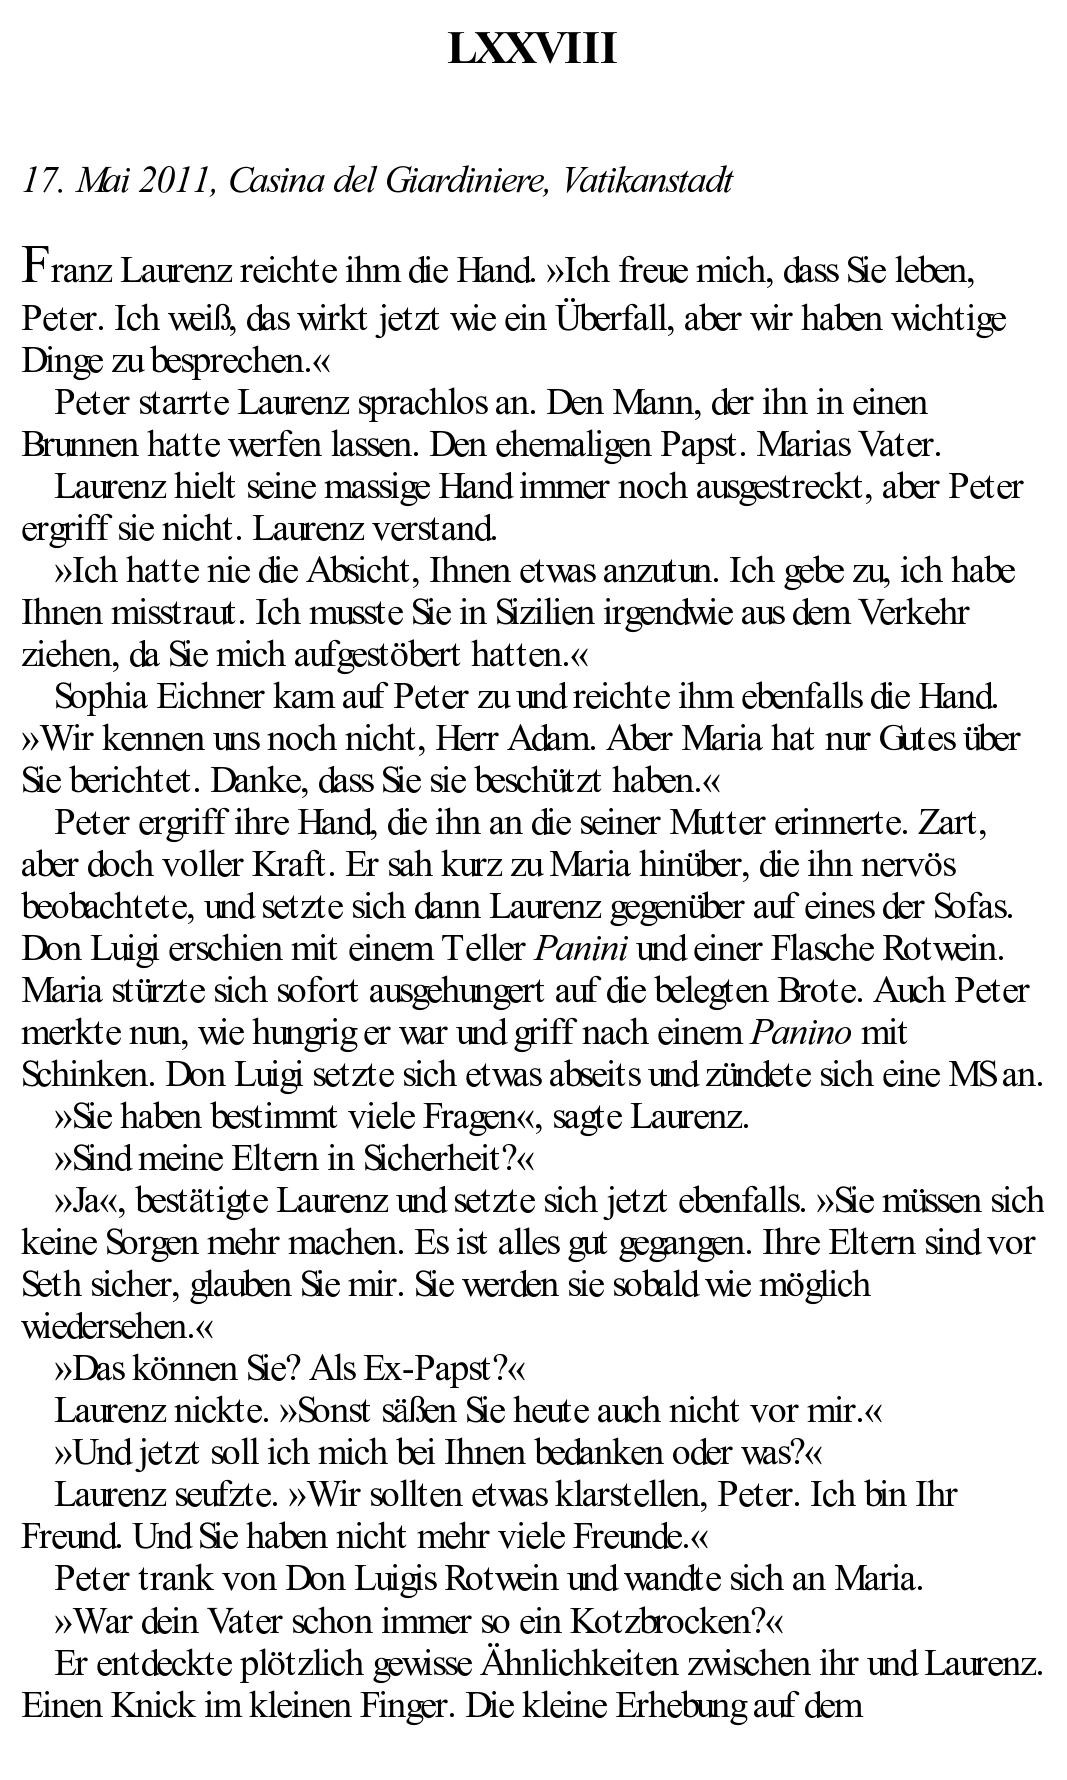 LXXVIII
17. Mai 2011, Casina del Giardiniere, Vatikanstadt
Franz Laurenz reichte ihm die Hand. »Ich freue mich, dass Sie leben,
Peter. Ich weiß, das wirkt jetzt wie ein Überfall, aber wir haben wichtige
Dinge zu besprechen.«
Peter starrte Laurenz sprachlos an. Den Mann, der ihn in einen
Brunnen hatte werfen lassen. Den ehemaligen Papst. Marias Vater.
Laurenz hielt seine massige Hand immer noch ausgestreckt, aber Peter
ergriff sie nicht. Laurenz verstand.
»Ich hatte nie die Absicht, Ihnen etwas anzutun. Ich gebe zu, ich habe
Ihnen misstraut. Ich musste Sie in Sizilien irgendwie aus dem Verkehr
ziehen, da Sie mich aufgestöbert hatten.«
Sophia Eichner kam auf Peter zu und reichte ihm ebenfalls die Hand.
»Wir kennen uns noch nicht, Herr Adam. Aber Maria hat nur Gutes über
Sie berichtet. Danke, dass Sie sie beschützt haben.«
Peter ergriff ihre Hand, die ihn an die seiner Mutter erinnerte. Zart,
aber doch voller Kraft. Er sah kurz zu Maria hinüber, die ihn nervös
beobachtete, und setzte sich dann Laurenz gegenüber auf eines der Sofas.
Don Luigi erschien mit einem Teller Panini und einer Flasche Rotwein.
Maria stürzte sich sofort ausgehungert auf die belegten Brote. Auch Peter
merkte nun, wie hungrig er war und griff nach einem Panino mit
Schinken. Don Luigi setzte sich etwas abseits und zündete sich eine MS an.
»Sie haben bestimmt viele Fragen«, sagte Laurenz.
»Sind meine Eltern in Sicherheit?«
»Ja«, bestätigte Laurenz und setzte sich jetzt ebenfalls. »Sie müssen sich
keine Sorgen mehr machen. Es ist alles gut gegangen. Ihre Eltern sind vor
Seth sicher, glauben Sie mir. Sie werden sie sobald wie möglich
wiedersehen.«
»Das können Sie? Als Ex-Papst?«
Laurenz nickte. »Sonst säßen Sie heute auch nicht vor mir.«
»Und jetzt soll ich mich bei Ihnen bedanken oder was?«
Laurenz seufzte. »Wir sollten etwas klarstellen, Peter. Ich bin Ihr
Freund. Und Sie haben nicht mehr viele Freunde.«
Peter trank von Don Luigis Rotwein und wandte sich an Maria.
»War dein Vater schon immer so ein Kotzbrocken?«
Er entdeckte plötzlich gewisse Ähnlichkeiten zwischen ihr und Laurenz.
Einen Knick im kleinen Finger. Die kleine Erhebung auf dem